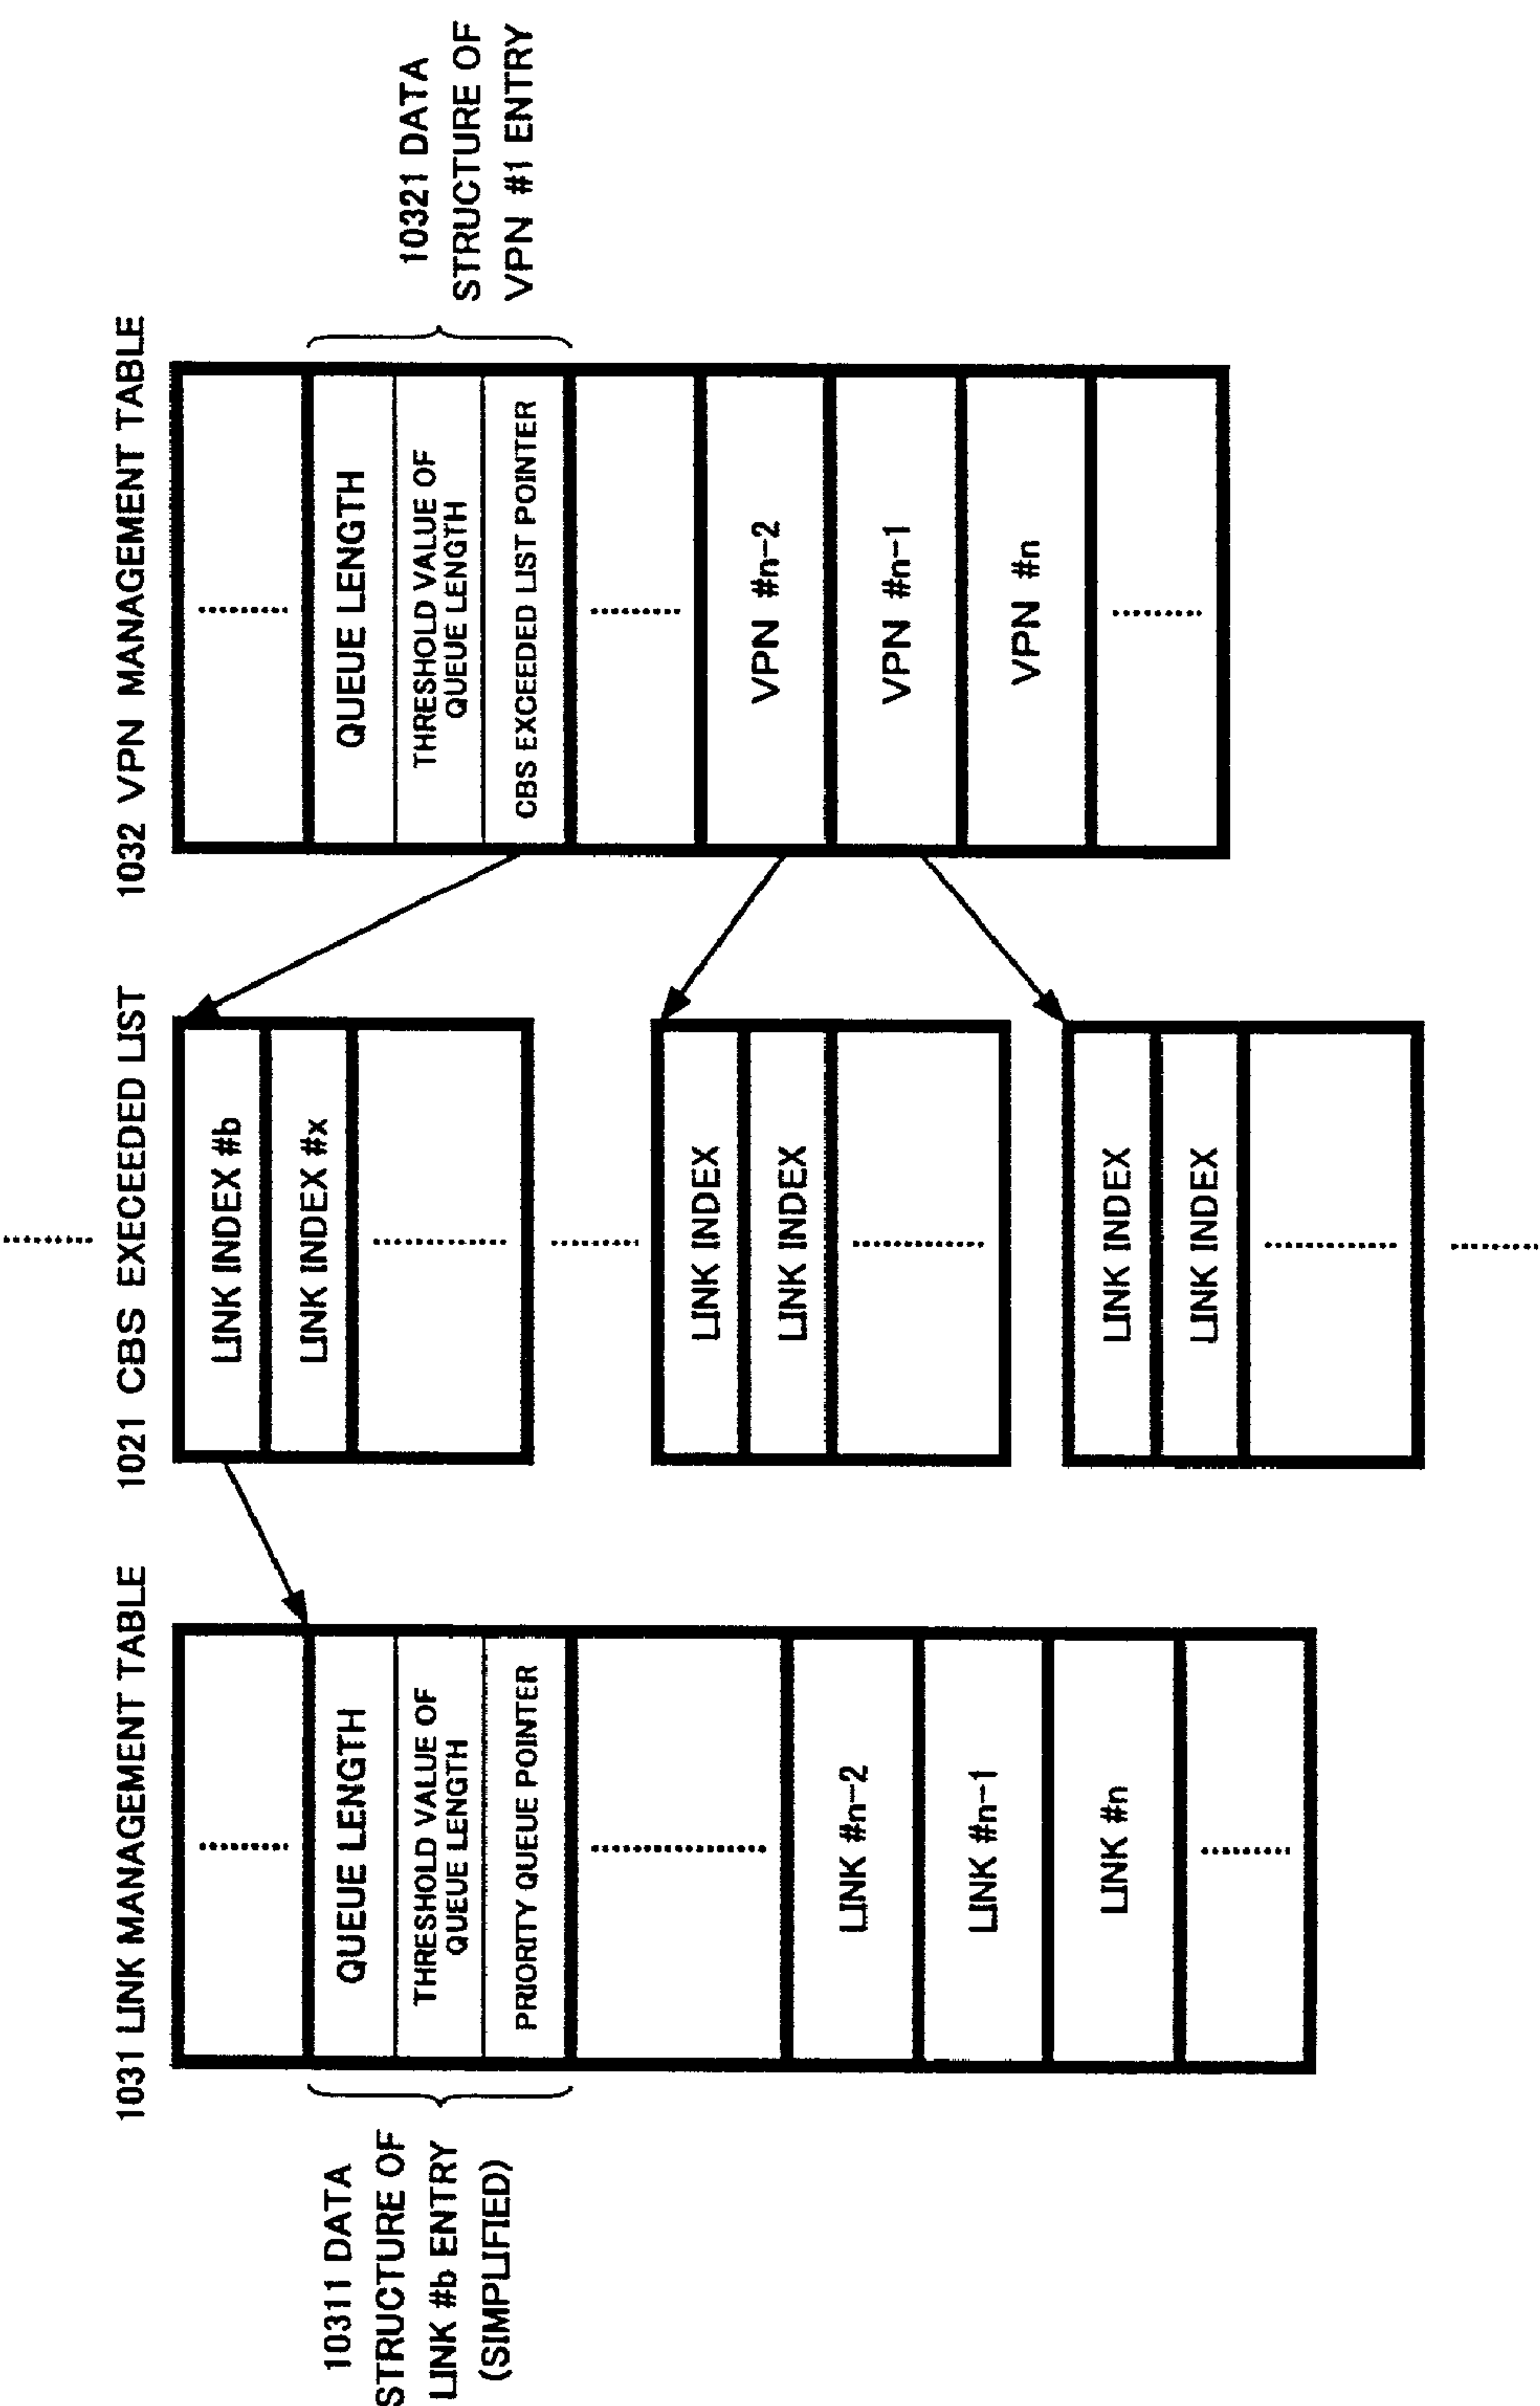 1031 LINK MANAGEMENT TABLE
10311 DATA
STRUCTURE OF
LINK #b ENTRY
(SIMPLIFIED)
QUEUE LENGTH
THRESHOLD VALUE OF
QUEUE LENGTH
PRIORITY QUEUE POINTER
LINK #n-2
LINK #n-1
LINK #n
1021 CBS EXECEEDED LIST
LINK INDEX #b
LINK INDEX #x
LINK INDEX
LINK INDEX
LINK INDEX
LINK INDEX
1032 VPN MANAGEMENT TABLE
QUEUE LENGTH
THRESHOLD VALUE OF
QUEUE LENGTH
CBS EXCEEDED LIST POINTER
VPN #n-2
VPN #n-1
VPN #n
10321 DATA
STRUCTURE OF
VPN #1 ENTRY